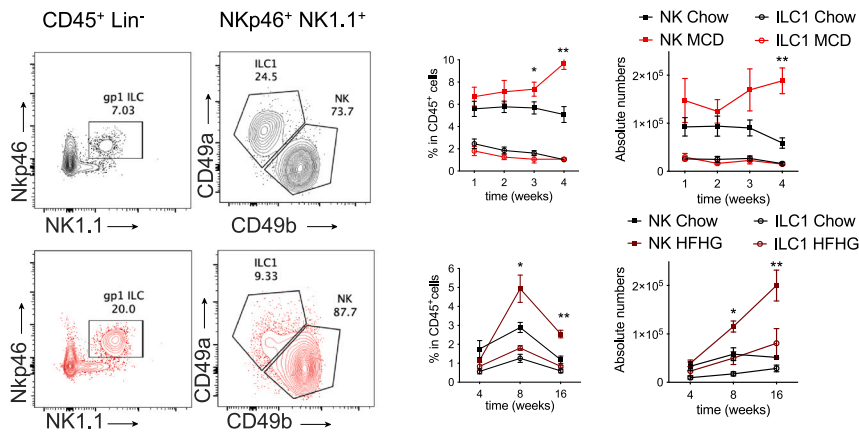 CD45⁺ Lin⁻
NKp46⁺ NK1.1⁺
gp1 ILC
7.03
Nkp46
NK1.1
ILC1
24.5
NK
73.7
CD49a
CD49b
gp1 ILC
20.0
Nkp46
NK1.1
ILC1
9.33
NK
87.7
CD49a
CD49b
NK Chow
ILC1 Chow
NK MCD
ILC1 MCD
% in CD45⁺ cells
10
8
6
4
2
0
*
**
1 2 3 4
time (weeks)
Absolute numbers
2×10⁵
1×10⁵
0
**
1 2 3 4
time (weeks)
NK Chow
ILC1 Chow
NK HFHG
ILC1 HFHG
% in CD45⁺cells
6
5
4
3
2
1
0
*
**
4 8 16
time (weeks)
Absolute numbers
2×10⁵
1×10⁵
0
*
**
4 8 16
time (weeks)